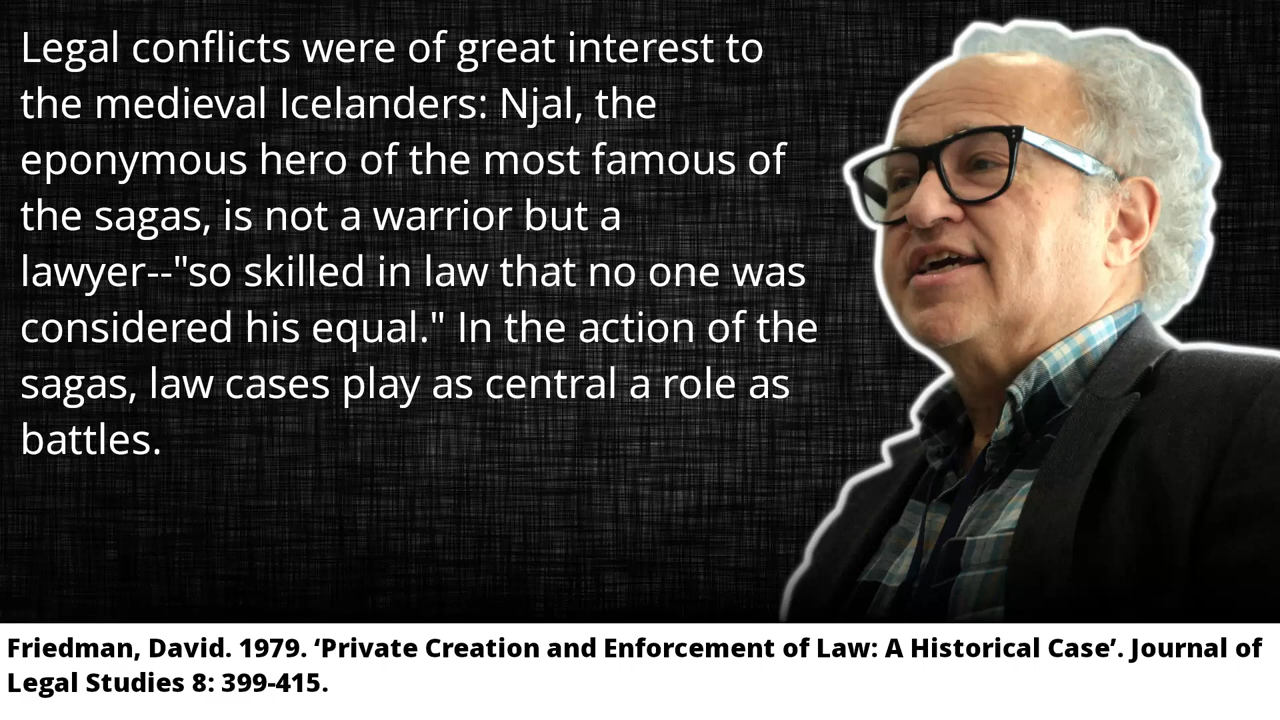 Legal conflicts were of great interest to
the medieval Icelanders: Njal, the
eponymous hero of the most famous of
the sagas, is not a warrior but a
lawyer--"so skilled in law that no one was
considered his equal." In the action of the
sagas, law cases play as central a role as
battles.
Friedman, David. 1979. ‘Private Creation and Enforcement of Law: A Historical Case’. Journal of
Legal Studies 8: 399-415.